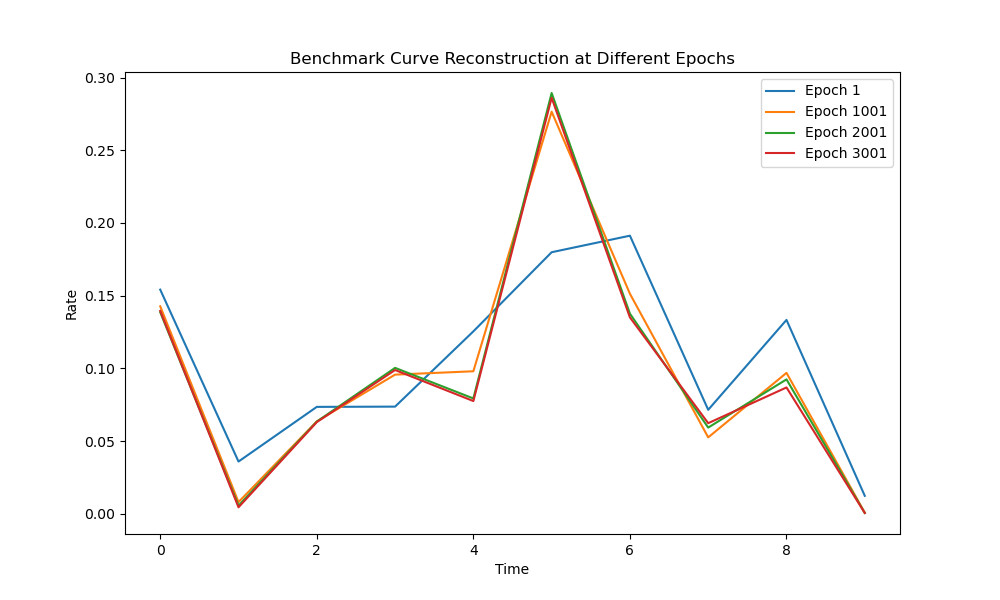 Benchmark Curve Reconstruction at Different Epochs
0.30
0.25
0.20
0.15
0.10
0.05
0.00
Rate
0 2 4 6 8
Time
Epoch 1
Epoch 1001
Epoch 2001
Epoch 3001